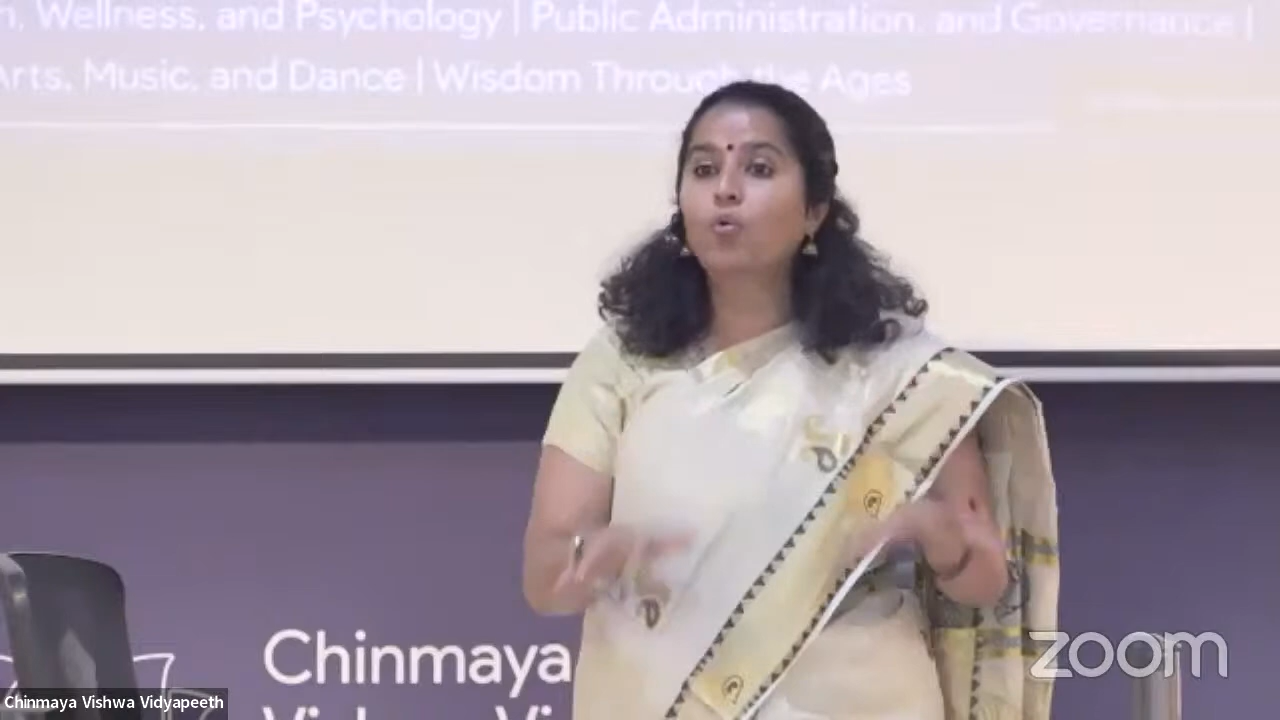 , Wellness, and Psychology | Public Administration, and Governance |
Arts, Music, and Dance | Wisdom Through the Ages
Chinmaya
Chinmaya Vishwa Vidyapeeth
zoom